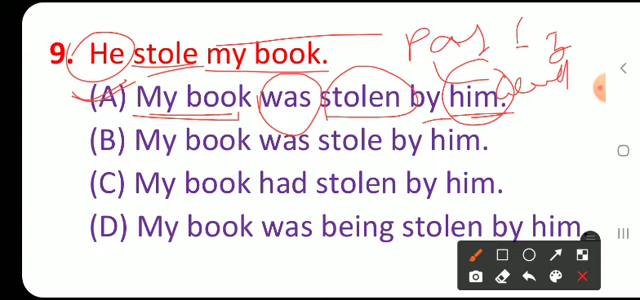 9. He stole my book.
(A) My book was stolen by him.
(B) My book was stole by him.
(C) My book had stolen by him.
(D) My book was being stolen by him.